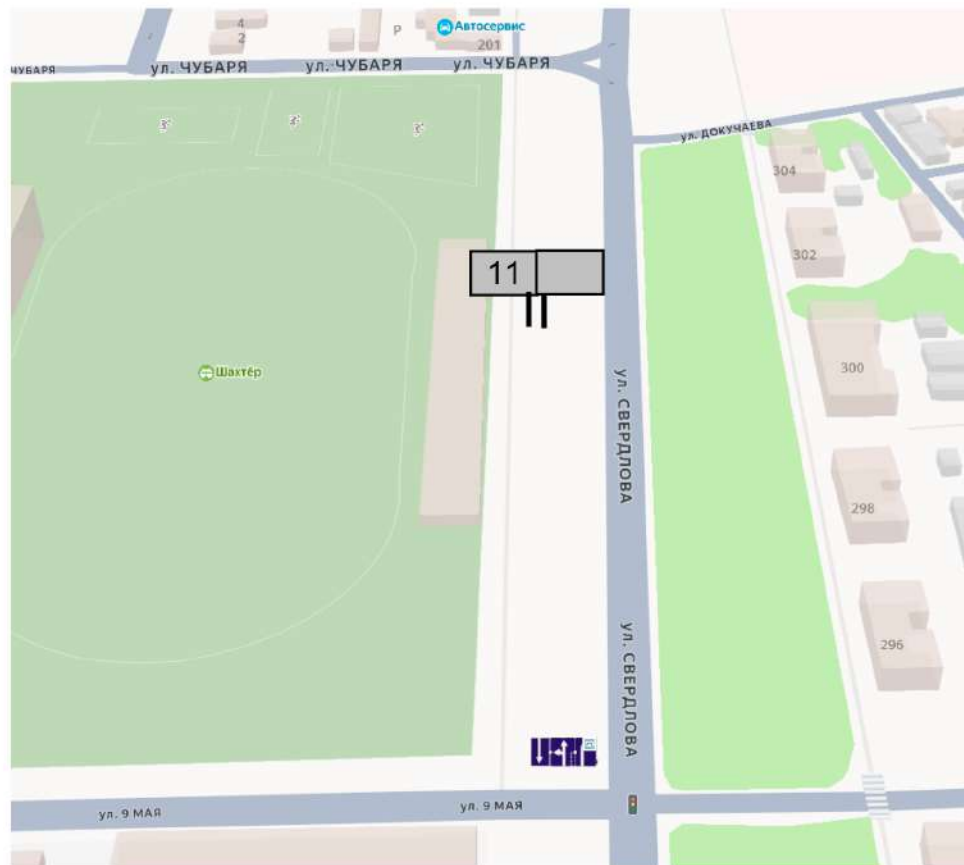 4
2
P
Автосервис
201
ЧУБАРЯ
ул. ЧУБАРЯ
ул. ЧУБАРЯ
ул. ЧУБАРЯ
ул. ДОКУЧАЕВА
304
302
11
300
Шахтёр
ул. СВЕРДЛОВА
298
ул. СВЕРДЛОВА
296
ул. 9 МАЯ
ул. 9 МАЯ